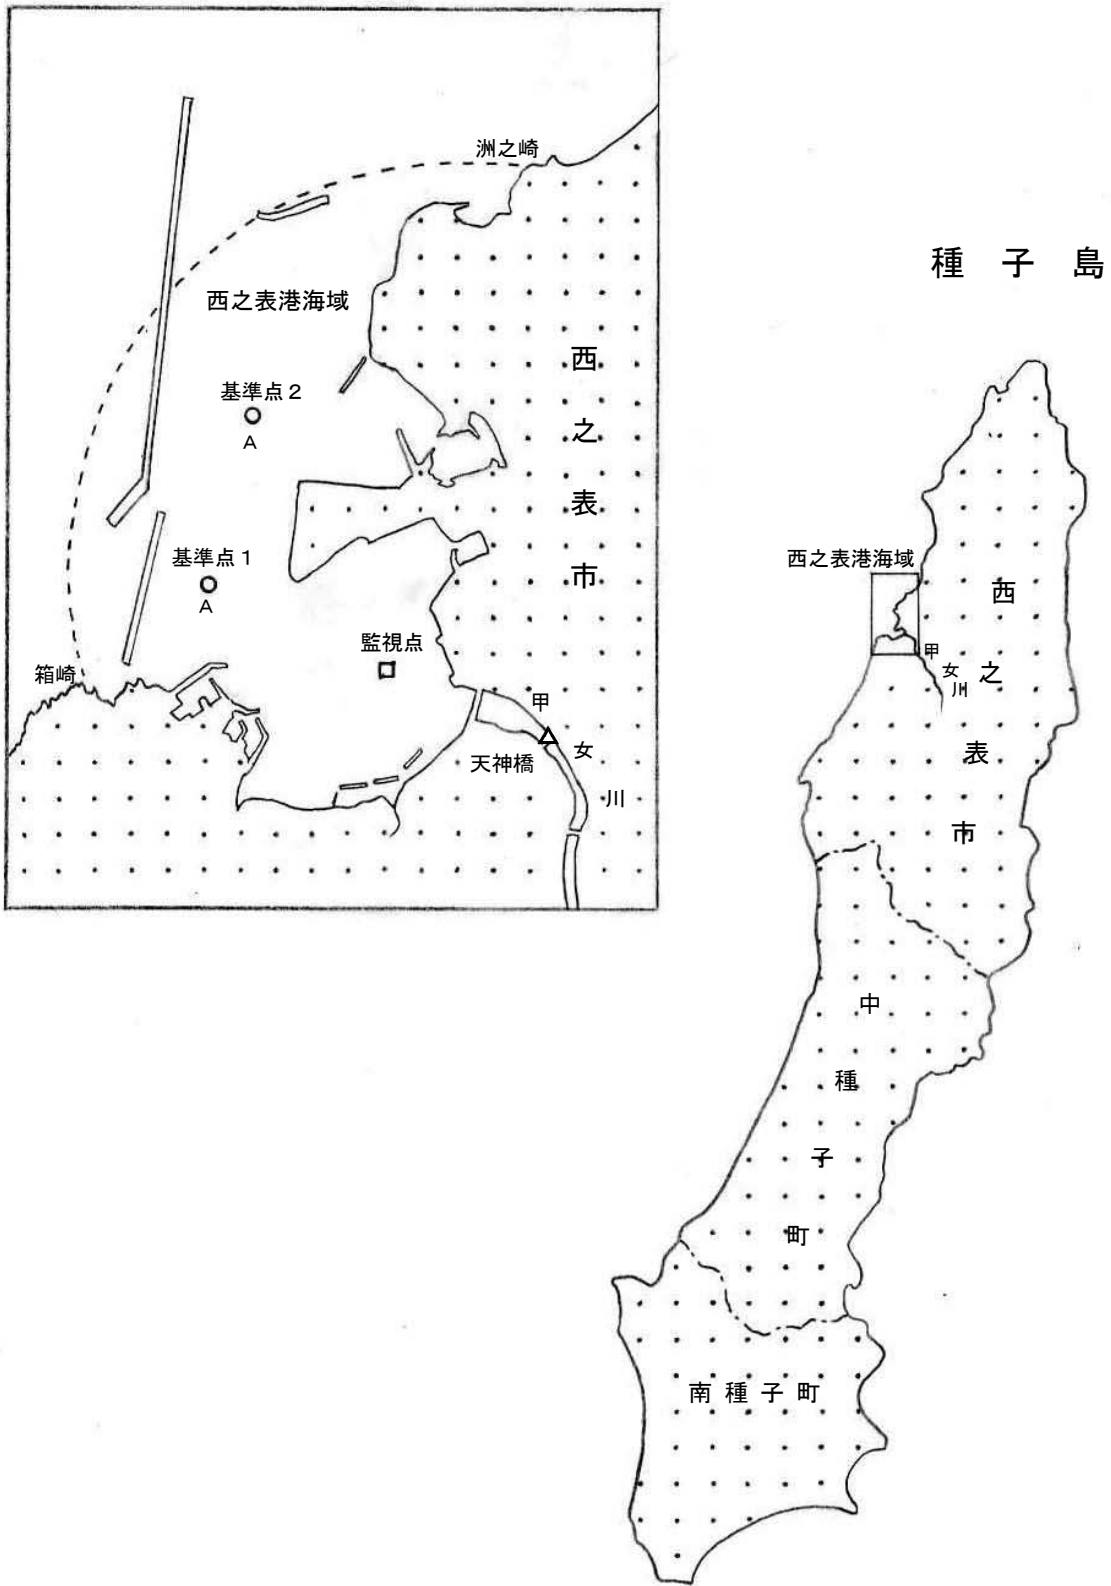 洲之崎
西之表港海域
基準点2
A
基準点1
A
監視点
箱崎
甲
女
川
天神橋
西之表市
種子島
西之表港海域
甲
女
川
西之表市
中種子町
南種子町